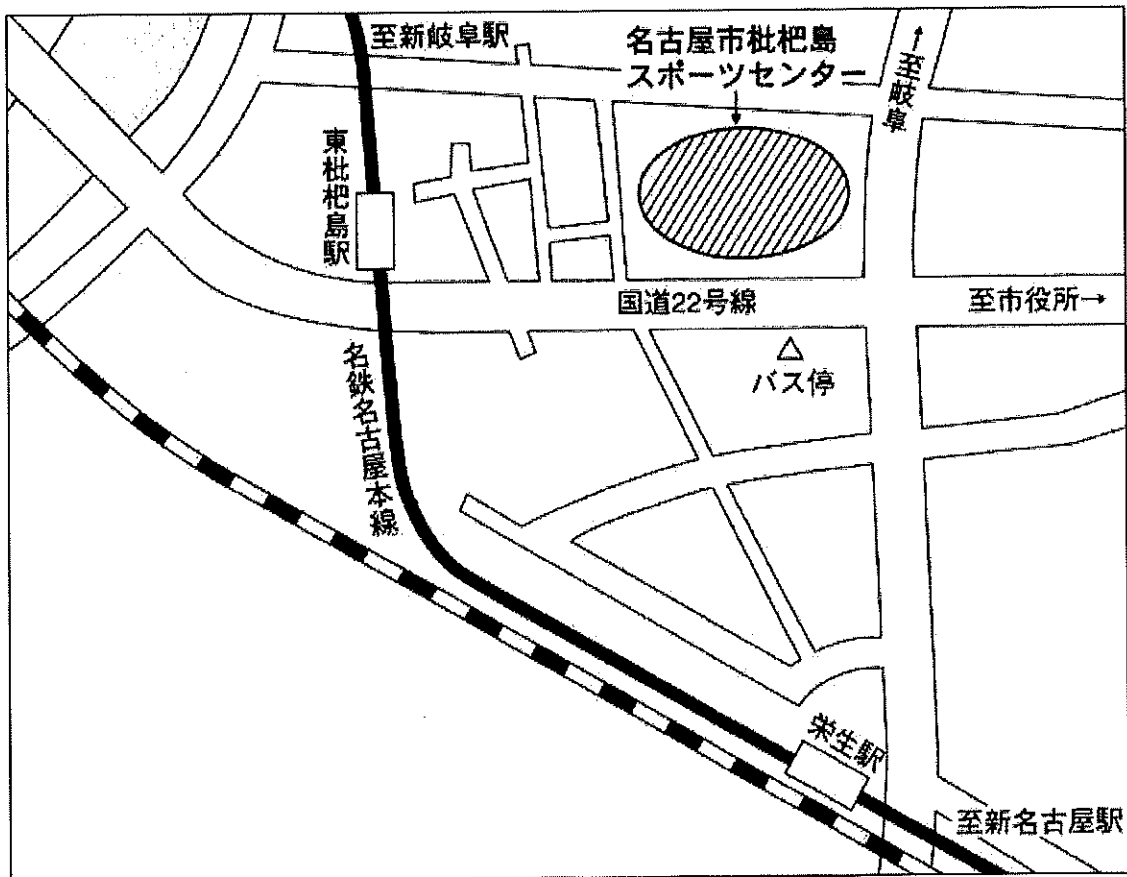 至新岐阜駅
名古屋市枇杷島
スポーツセンター
↑至岐阜
東枇杷島駅
国道22号線
至市役所→
バス停
名鉄名古屋本線
栄生駅
至新名古屋駅